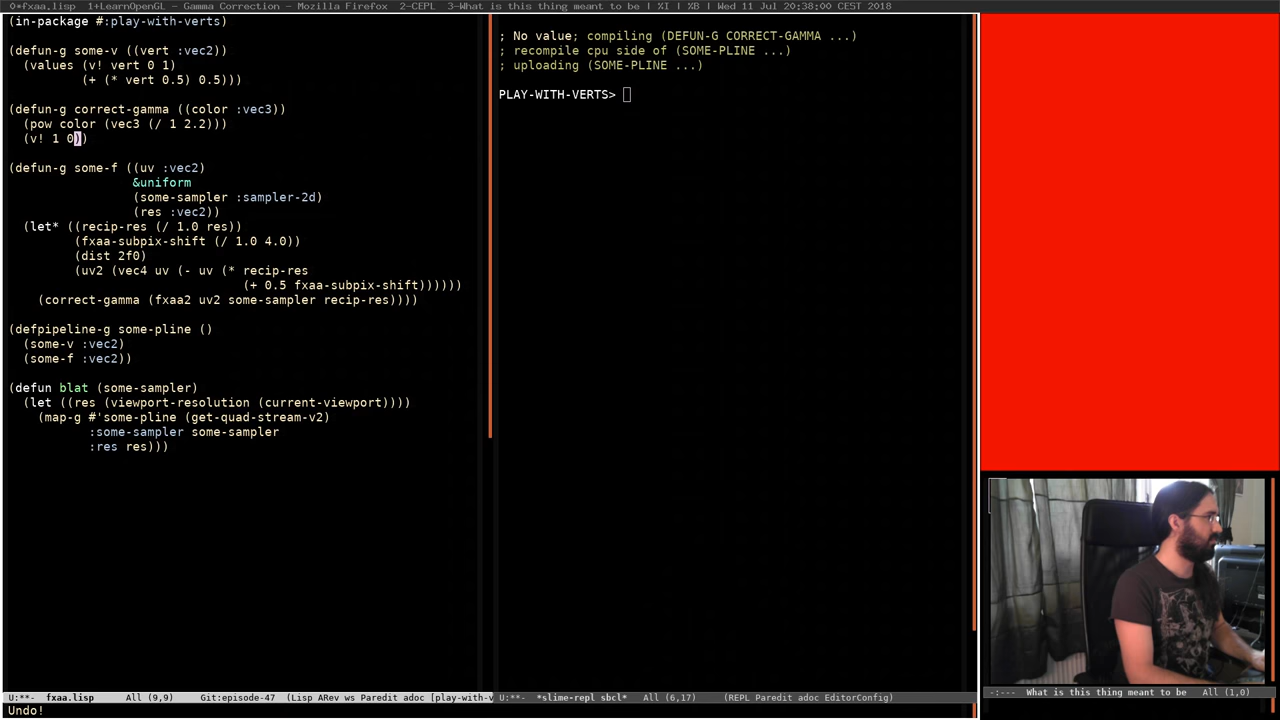 0*fxaa.lisp  1+LearnOpenGL - Gamma Correction - Mozilla Firefox  2-CEPL  3-What is this thing meant to be | %I | %B | Wed 11 Jul 20:38:00 CEST 2018
(in-package #:play-with-verts)
(defun-g some-v ((vert :vec2))
  (values (v! vert 0 1)
          (+ (* vert 0.5) 0.5)))
(defun-g correct-gamma ((color :vec3))
  (pow color (vec3 (/ 1 2.2)))
  (v! 1 0))
(defun-g some-f ((uv :vec2)
                 &uniform
                 (some-sampler :sampler-2d)
                 (res :vec2))
  (let* ((recip-res (/ 1.0 res))
         (fxaa-subpix-shift (/ 1.0 4.0))
         (dist 2f0)
         (uv2 (vec4 uv (- uv (* recip-res
                                (+ 0.5 fxaa-subpix-shift))))))
    (correct-gamma (fxaa2 uv2 some-sampler recip-res))))
(defpipeline-g some-pline ()
  (some-v :vec2)
  (some-f :vec2))
(defun blat (some-sampler)
  (let ((res (viewport-resolution (current-viewport))))
    (map-g #'some-pline (get-quad-stream-v2)
           :some-sampler some-sampler
           :res res)))
U:**-  fxaa.lisp      All (9,9)      Git:episode-47  (Lisp ARev ws Paredit adoc [play-with-v
Undo!
; No value; compiling (DEFUN-G CORRECT-GAMMA ...)
; recompile cpu side of (SOME-PLINE ...)
; uploading (SOME-PLINE ...)
PLAY-WITH-VERTS>
U:**-  *slime-repl sbcl*   All (6,17)     (REPL Paredit adoc EditorConfig)
-:---  What is this thing meant to be   All (1,0)